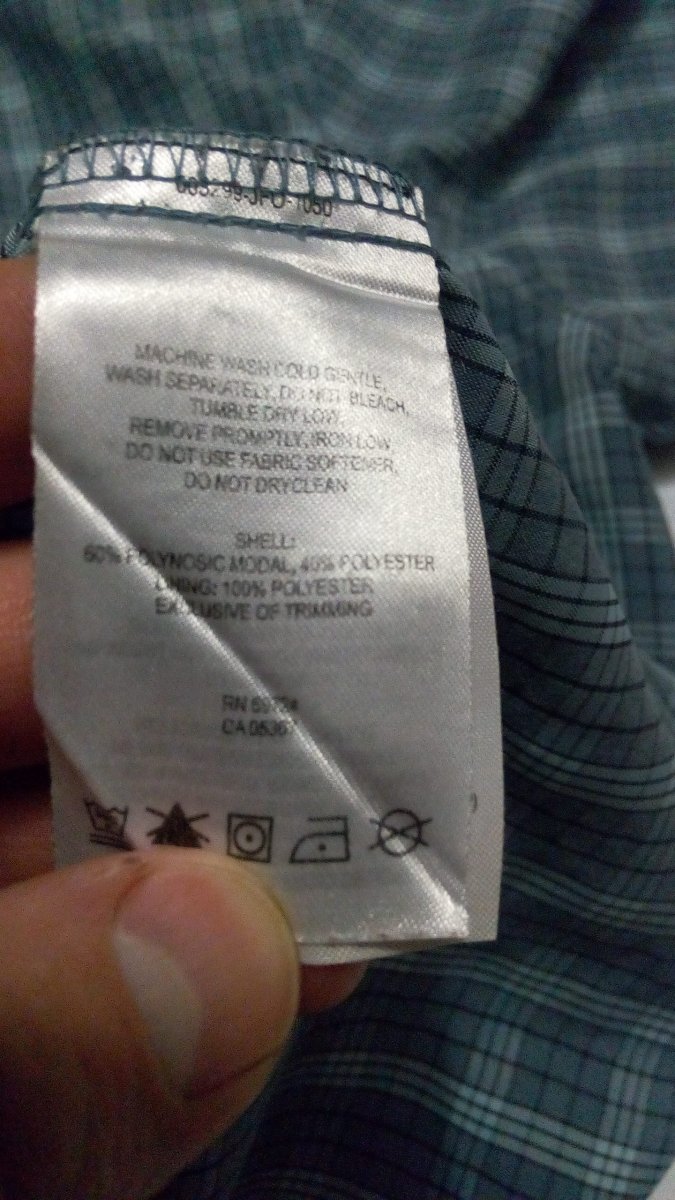 MACHINE WASH COLD GENTLE,
WASH SEPARATELY, DO NOT BLEACH,
TUMBLE DRY LOW,
REMOVE PROMPTLY, IRON LOW,
DO NOT USE FABRIC SOFTENER,
DO NOT DRYCLEAN
SHELL:
60% POLYNOSIC MODAL, 40% POLYESTER
LINING: 100% POLYESTER
EXCLUSIVE OF TRIMMING
RN